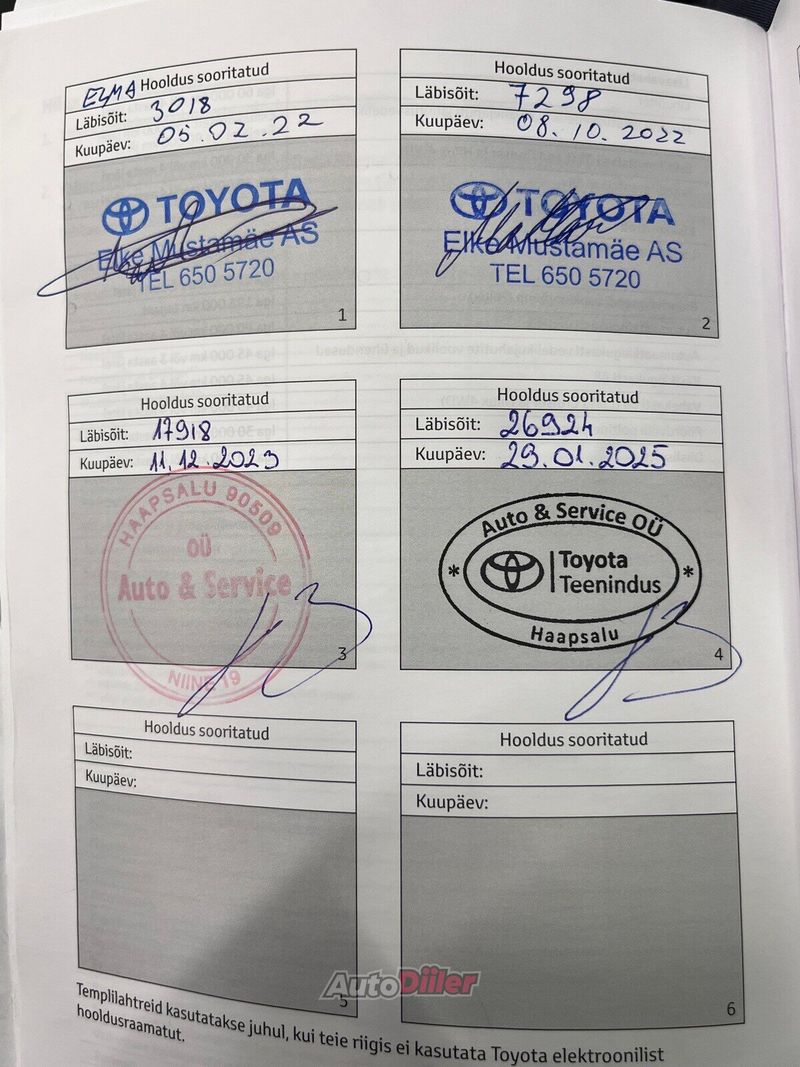 Hooldus sooritatud
Läbisõit: 3018
Kuupäev: 05.02.22
TOYOTA
Elke Mustamäe AS
TEL 650 5720
1
Hooldus sooritatud
Läbisõit: 7298
Kuupäev: 08.10.2022
TOYOTA
Elke Mustamäe AS
TEL 650 5720
2
Hooldus sooritatud
Läbisõit: 17918
Kuupäev: 11.12.2023
HAAPSALU 90509
OÜ
Auto & Service
NIINE 19
3
Hooldus sooritatud
Läbisõit: 26924
Kuupäev: 29.01.2025
Auto & Service OÜ
* Toyota *
Teenindus
Haapsalu
4
Hooldus sooritatud
Läbisõit:
Kuupäev:
5
Hooldus sooritatud
Läbisõit:
Kuupäev:
6
AutoDiiler
Templilahtreid kasutatakse juhul, kui teie riigis ei kasutata Toyota elektroonilist
hooldusraamatut.